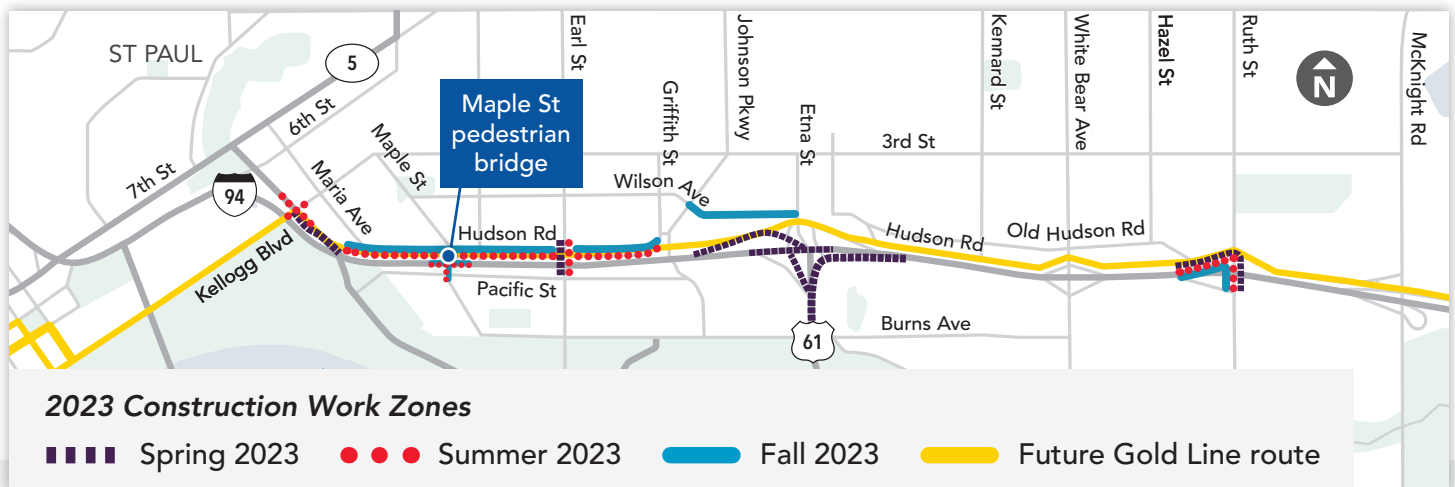 ST PAUL
5
7th St
6th St
94
Maple St
Maria Ave
Maple St
pedestrian
bridge
Kellogg Blvd
Hudson Rd
Pacific St
Earl St
Griffith St
Johnson Pkwy
Wilson Ave
Etna St
3rd St
Kennard St
White Bear Ave
Hazel St
Ruth St
McKnight Rd
N
Hudson Rd
Old Hudson Rd
Burns Ave
61
2023 Construction Work Zones
Spring 2023
Summer 2023
Fall 2023
Future Gold Line route